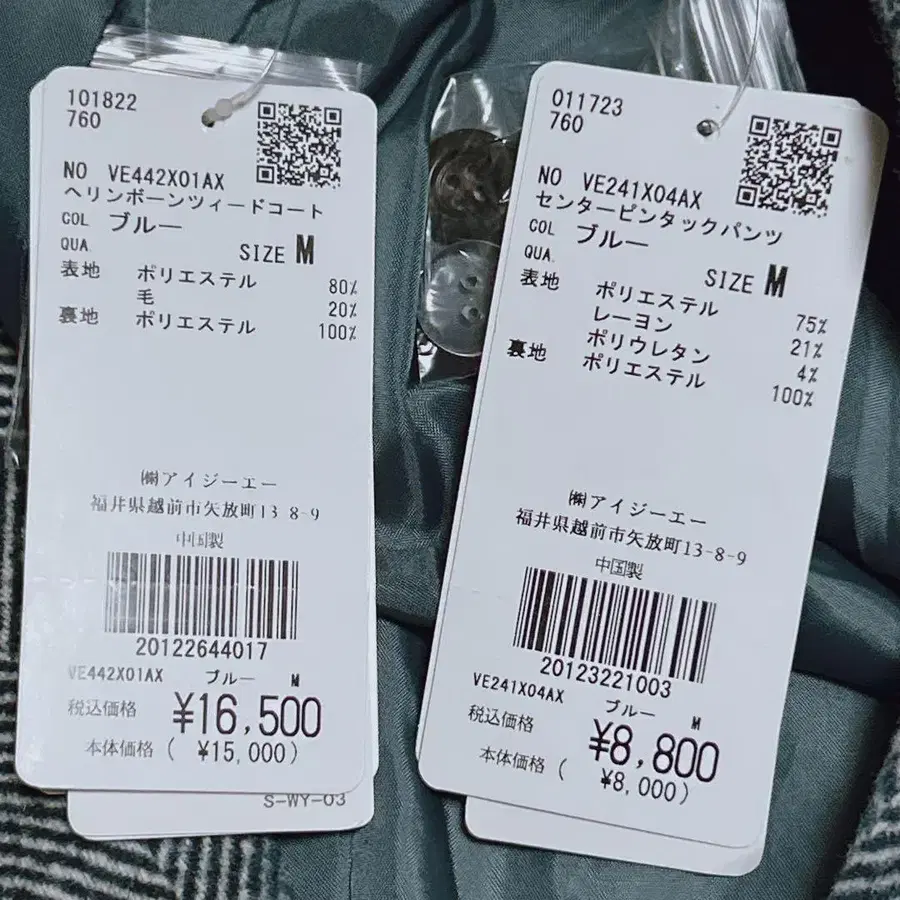 101822
760
NO VE442X01AX
ヘリンボーンツィードコート
COL ブルー
QUA. SIZE M
表地 ポリエステル 80%
毛 20%
裏地 ポリエステル 100%
㈱アイジーエー
福井県越前市矢放町13-8-9
中国製
20122644017
VE442X01AX ブルー M
税込価格 ¥16,500
本体価格 ( ¥15,000)
S-WY-03
011723
760
NO VE241X04AX
センターピンタックパンツ
COL ブルー
QUA. SIZE M
表地 ポリエステル 75%
レーヨン 21%
ポリウレタン 4%
裏地 ポリエステル 100%
㈱アイジーエー
福井県越前市矢放町13-8-9
中国製
20123221003
VE241X04AX ブルー M
税込価格 ¥8,800
本体価格 ( ¥8,000)